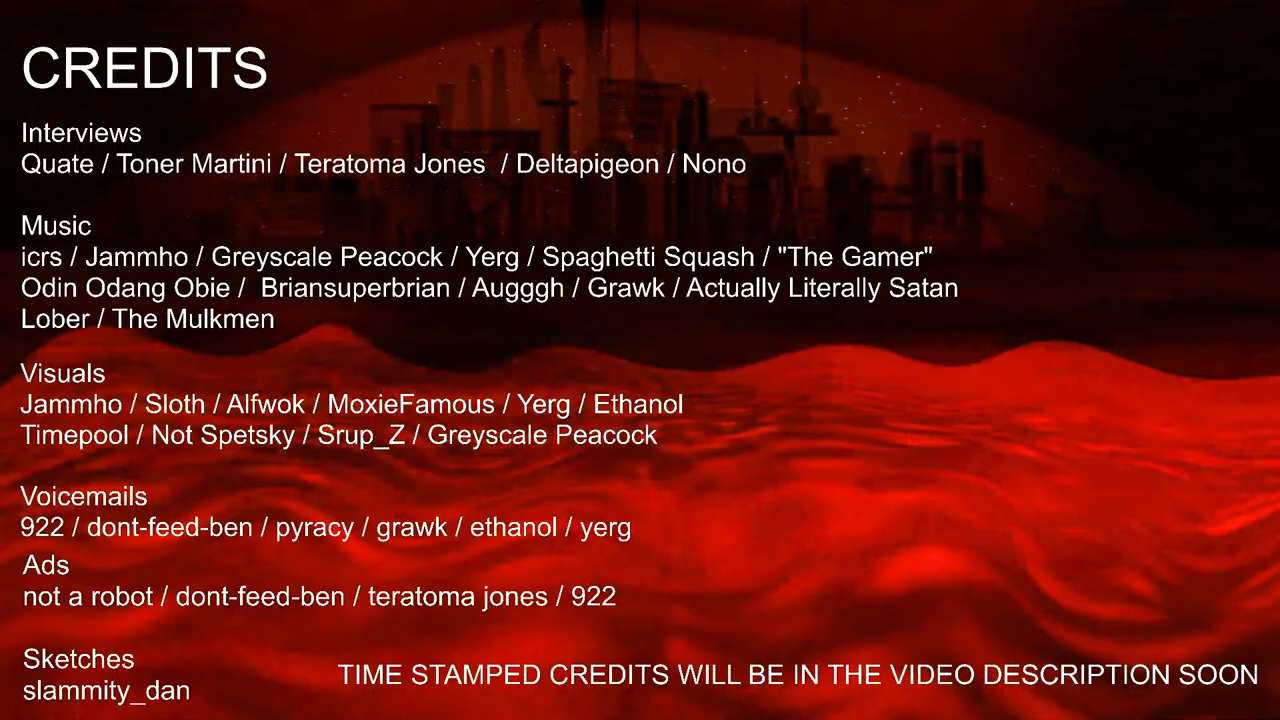 CREDITS
Interviews
Quate / Toner Martini / Teratoma Jones  / Deltapigeon / Nono
Music
icrs / Jammho / Greyscale Peacock / Yerg / Spaghetti Squash / "The Gamer"
Odin Odang Obie /  Briansuperbrian / Augggh / Grawk / Actually Literally Satan
Lober / The Mulkmen
Visuals
Jammho / Sloth / Alfwok / MoxieFamous / Yerg / Ethanol
Timepool / Not Spetsky / Srup_Z / Greyscale Peacock
Voicemails
922 / dont-feed-ben / pyracy / grawk / ethanol / yerg
Ads
not a robot / dont-feed-ben / teratoma jones / 922
Sketches
slammity_dan
TIME STAMPED CREDITS WILL BE IN THE VIDEO DESCRIPTION SOON